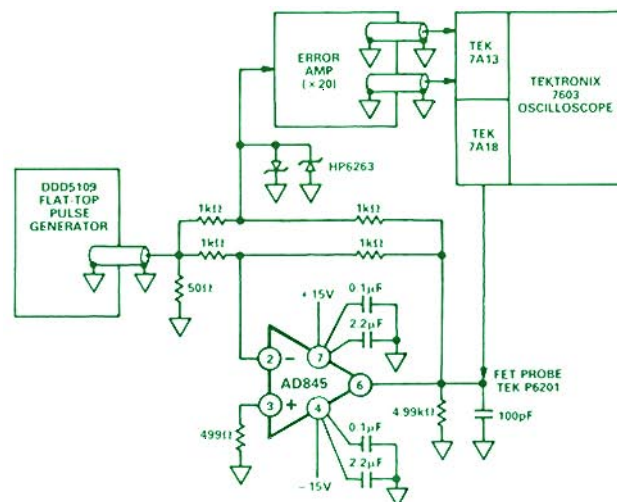 ERROR
AMP
(×20)
TEK
7A13
TEKTRONIX
7603
OSCILLOSCOPE
TEK
7A18
HP6263
DDD5109
FLAT-TOP
PULSE
GENERATOR
1kΩ
1kΩ
1kΩ
1kΩ
50Ω
+15V
0.1μF
2.2μF
2
−
7
AD845
6
3
+
4
499Ω
−15V
0.1μF
2.2μF
4.99kΩ
FET PROBE
TEK P6201
100pF